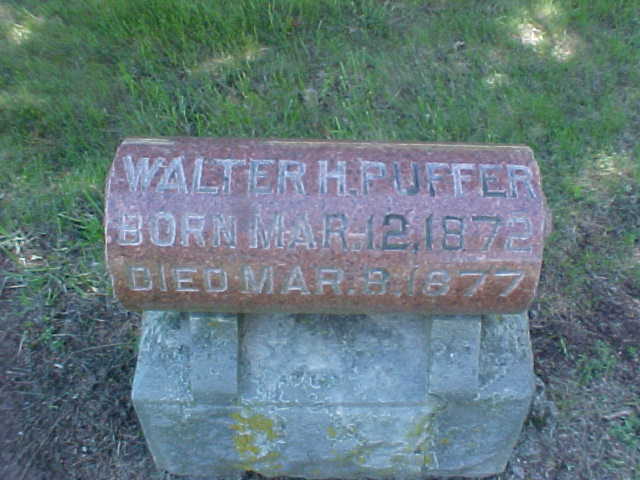 WALTER H. PUFFER
BORN MAR. 12, 1872
DIED MAR. 8, 1877